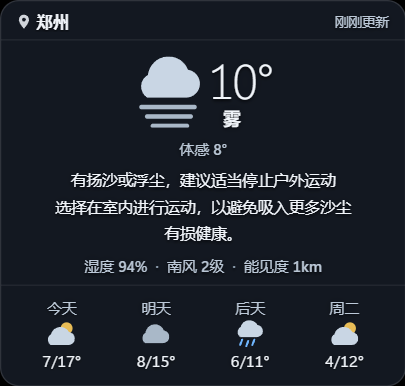 郑州
刚刚更新
10°
雾
体感 8°
有扬沙或浮尘，建议适当停止户外运动
选择在室内进行运动，以避免吸入更多沙尘
有损健康。
湿度 94% · 南风 2级 · 能见度 1km
今天 明天 后天 周二
7/17° 8/15° 6/11° 4/12°